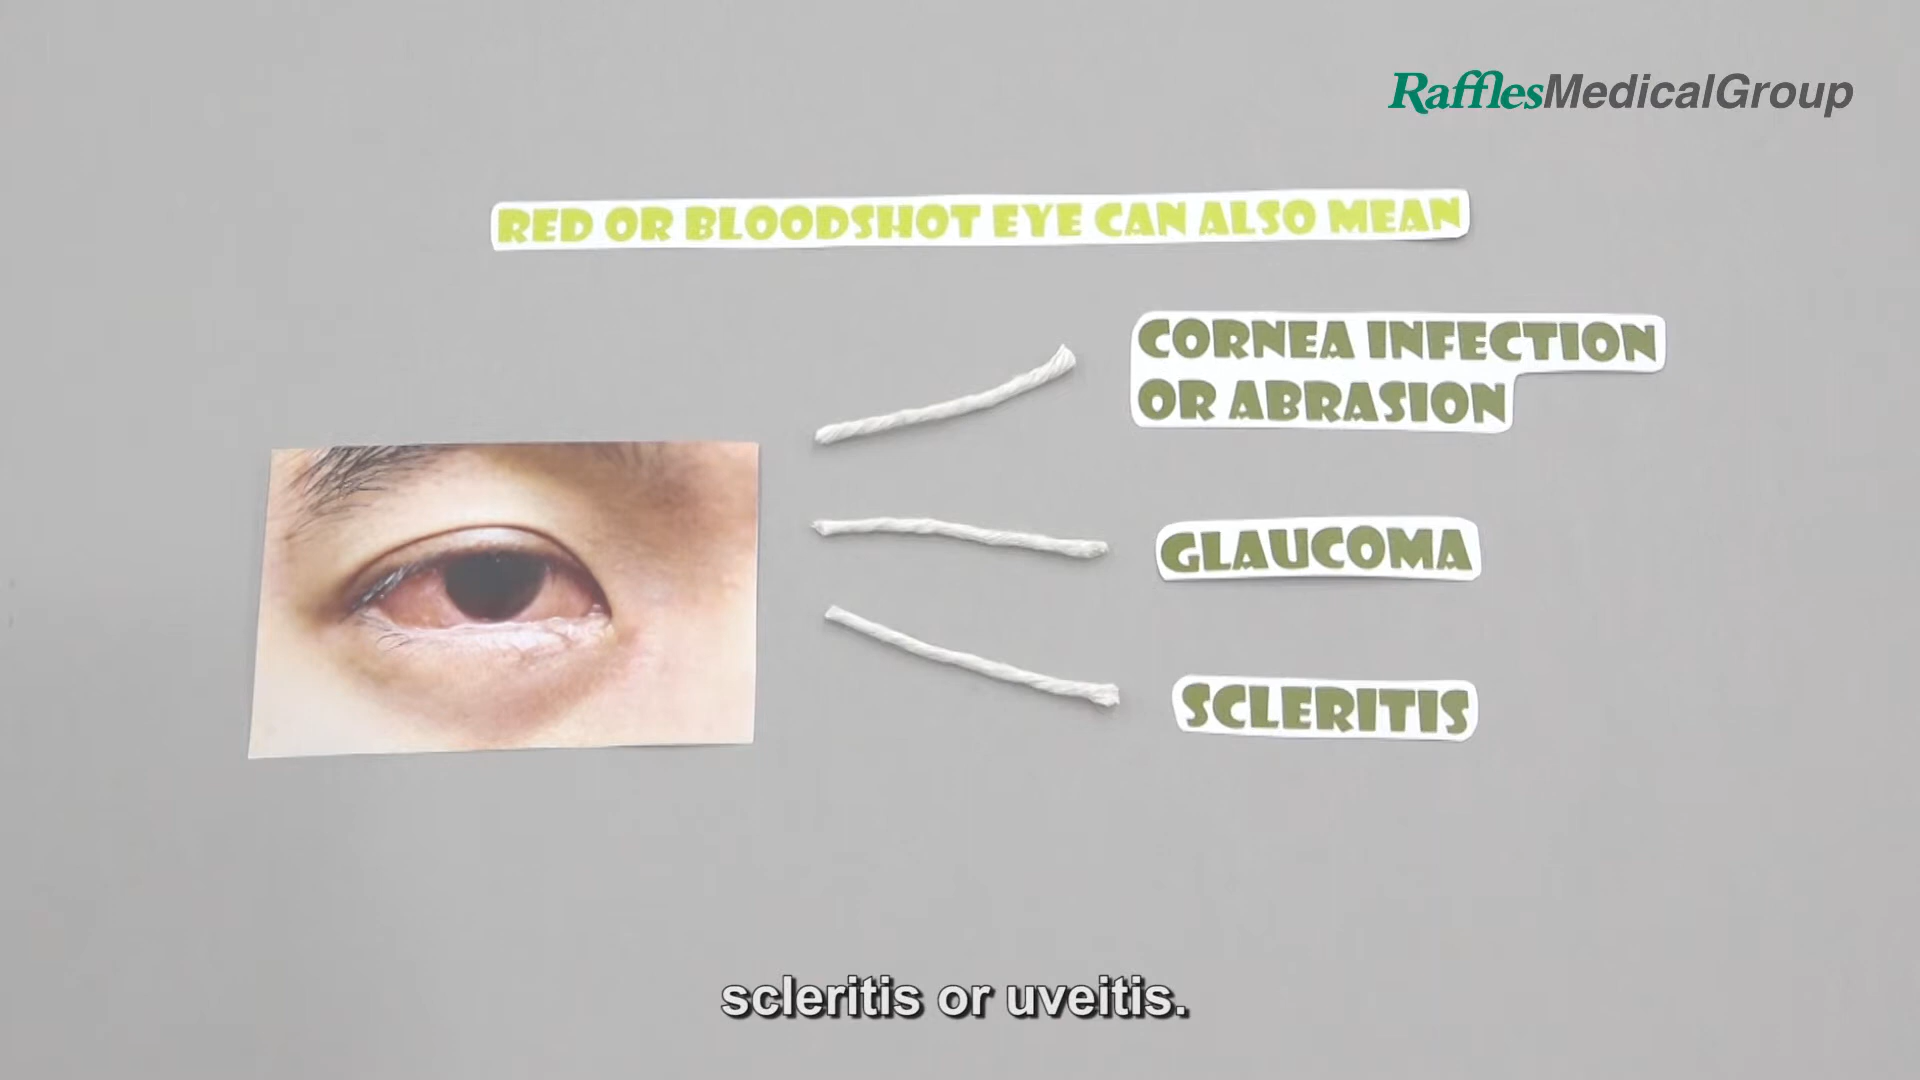 RafflesMedicalGroup
RED OR BLOODSHOT EYE CAN ALSO MEAN
CORNEA INFECTION
OR ABRASION
GLAUCOMA
SCLERITIS
scleritis or uveitis.